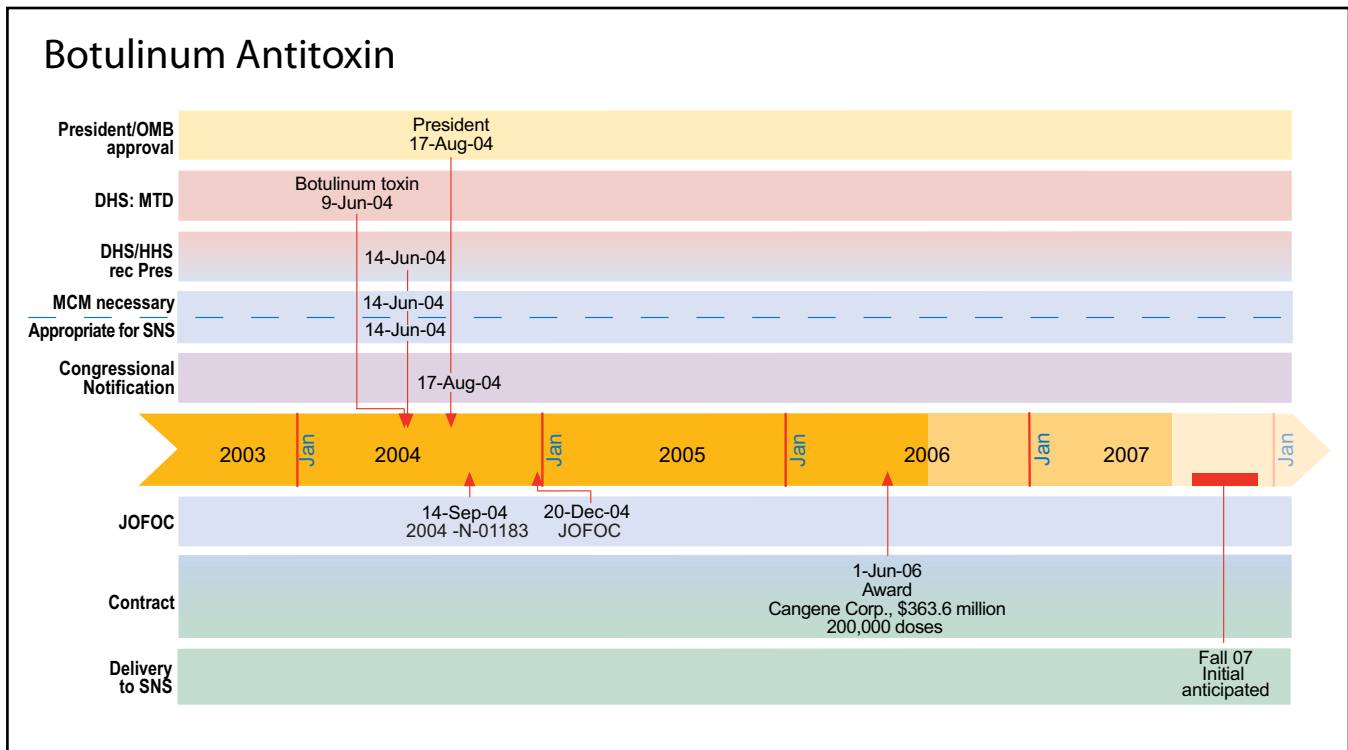 Botulinum Antitoxin
President/OMB
approval
President
17-Aug-04
DHS: MTD
Botulinum toxin
9-Jun-04
DHS/HHS
rec Pres
14-Jun-04
MCM necessary
14-Jun-04
Appropriate for SNS
14-Jun-04
Congressional
Notification
17-Aug-04
2003
Jan
2004
Jan
2005
Jan
2006
Jan
2007
Jan
JOFOC
14-Sep-04
2004 -N-01183
20-Dec-04
JOFOC
Contract
1-Jun-06
Award
Cangene Corp., $363.6 million
200,000 doses
Delivery
to SNS
Fall 07
Initial
anticipated